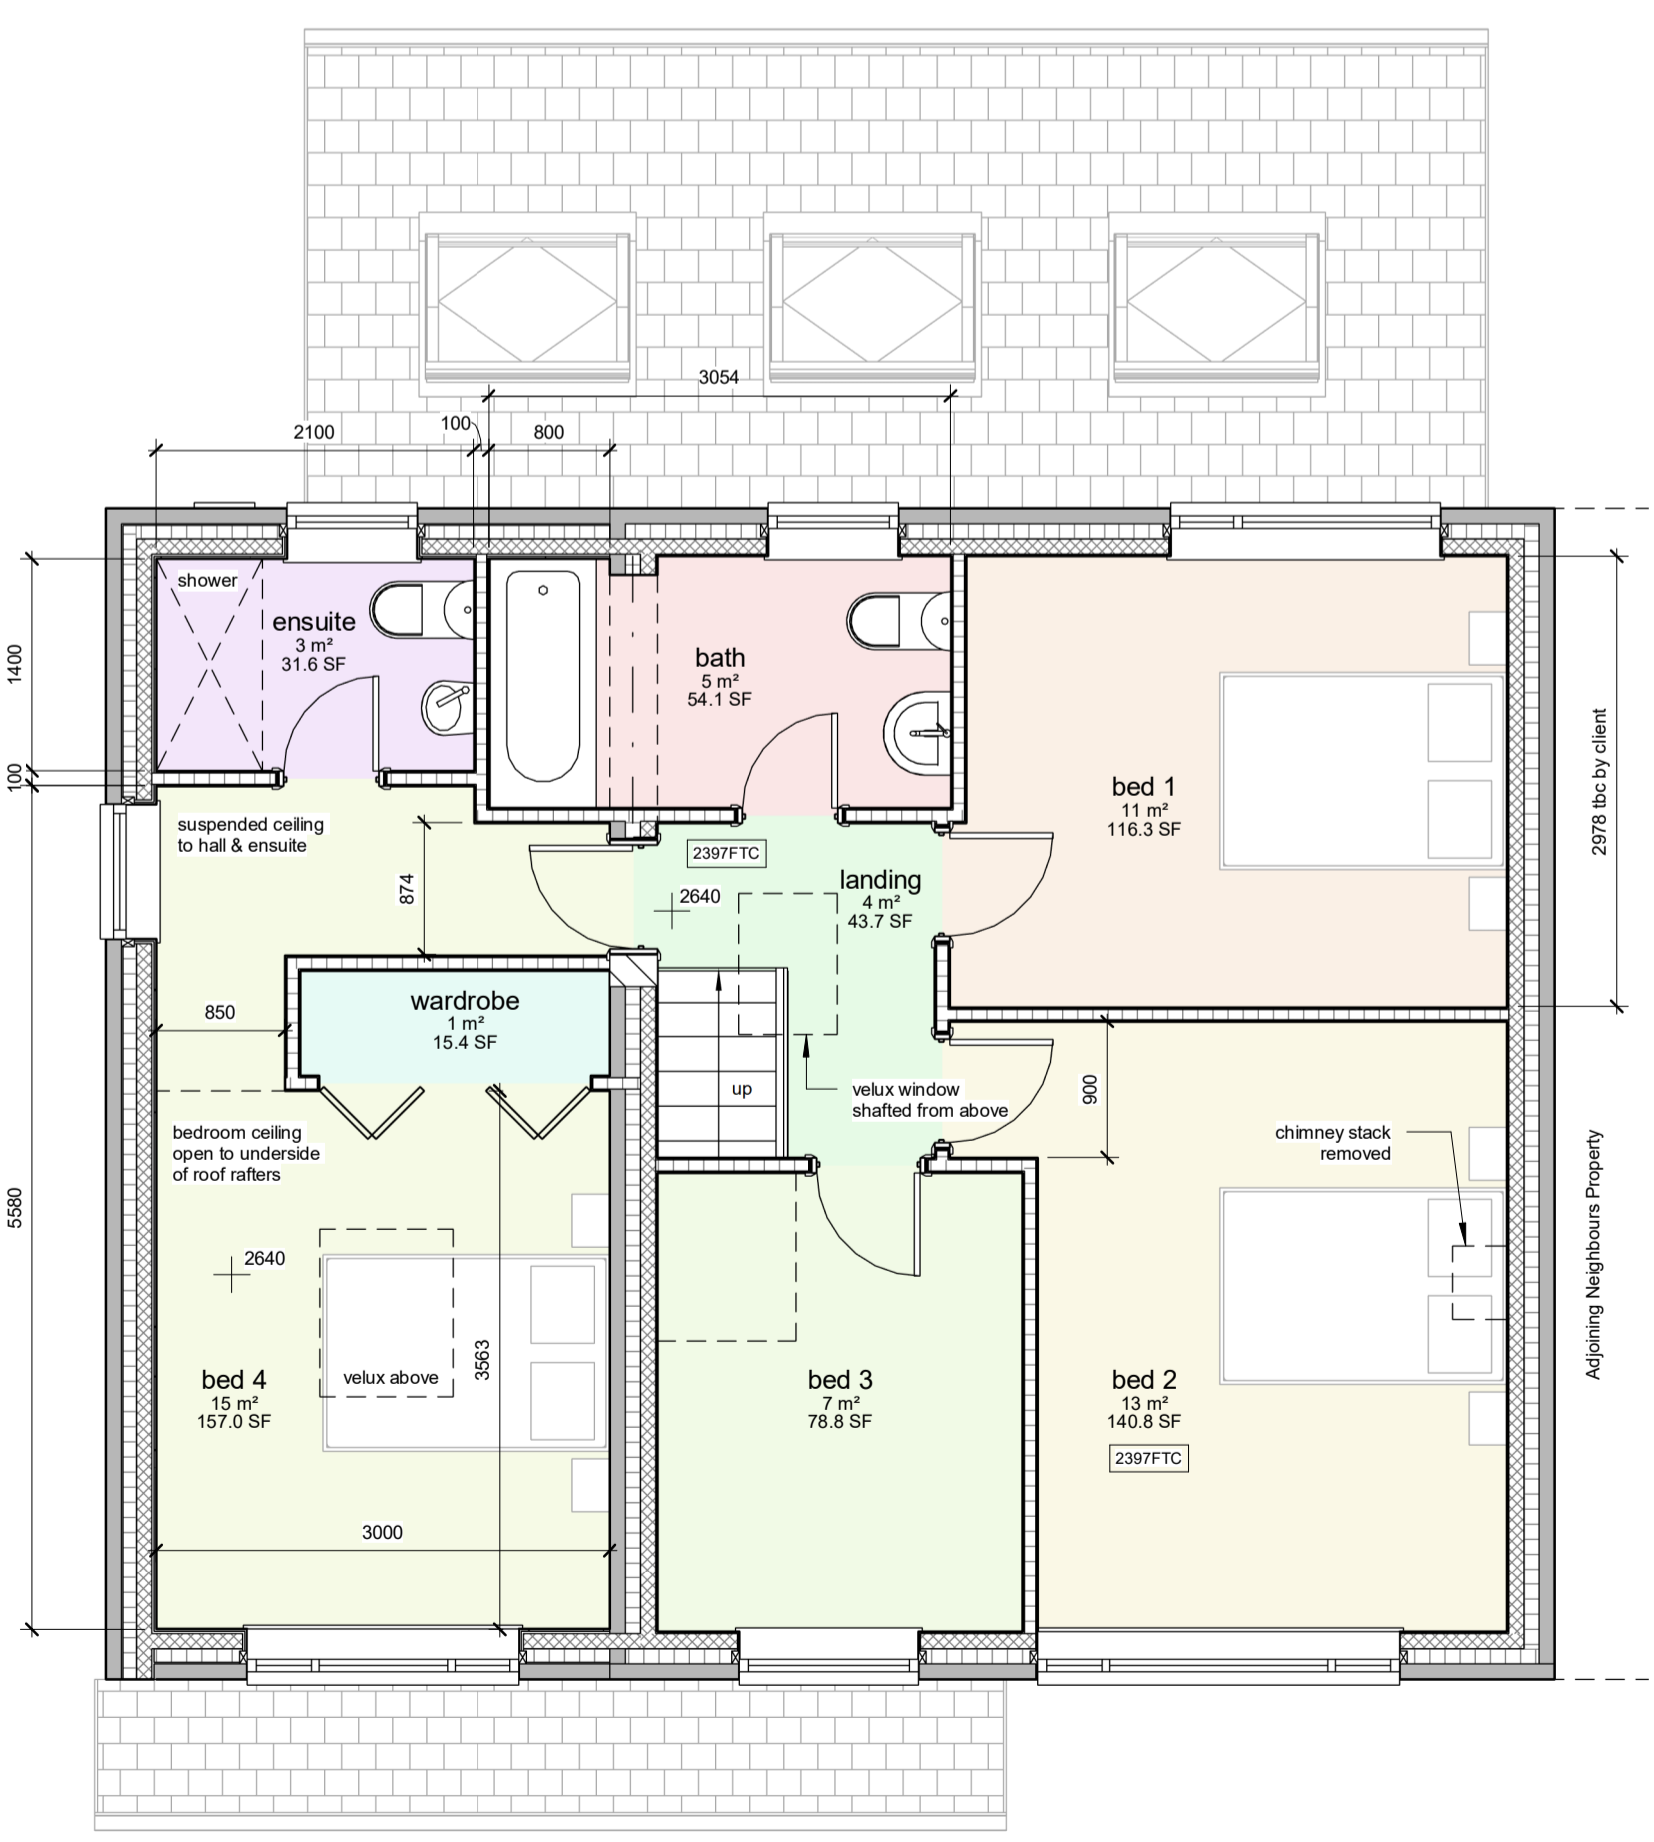 3054
100
2100
800
shower
ensuite
3 m²
31.6 SF
bath
5 m²
54.1 SF
1400
100
bed 1
11 m²
116.3 SF
2978 tbc by client
suspended ceiling
to hall & ensuite
874
2397FTC
2640
landing
4 m²
43.7 SF
850
wardrobe
1 m²
15.4 SF
up
velux window
shafted from above
900
bedroom ceiling
open to underside
of roof rafters
chimney stack
removed
Adjoining Neighbours Property
5580
2640
3563
velux above
bed 4
15 m²
157.0 SF
bed 3
7 m²
78.8 SF
bed 2
13 m²
140.8 SF
2397FTC
3000